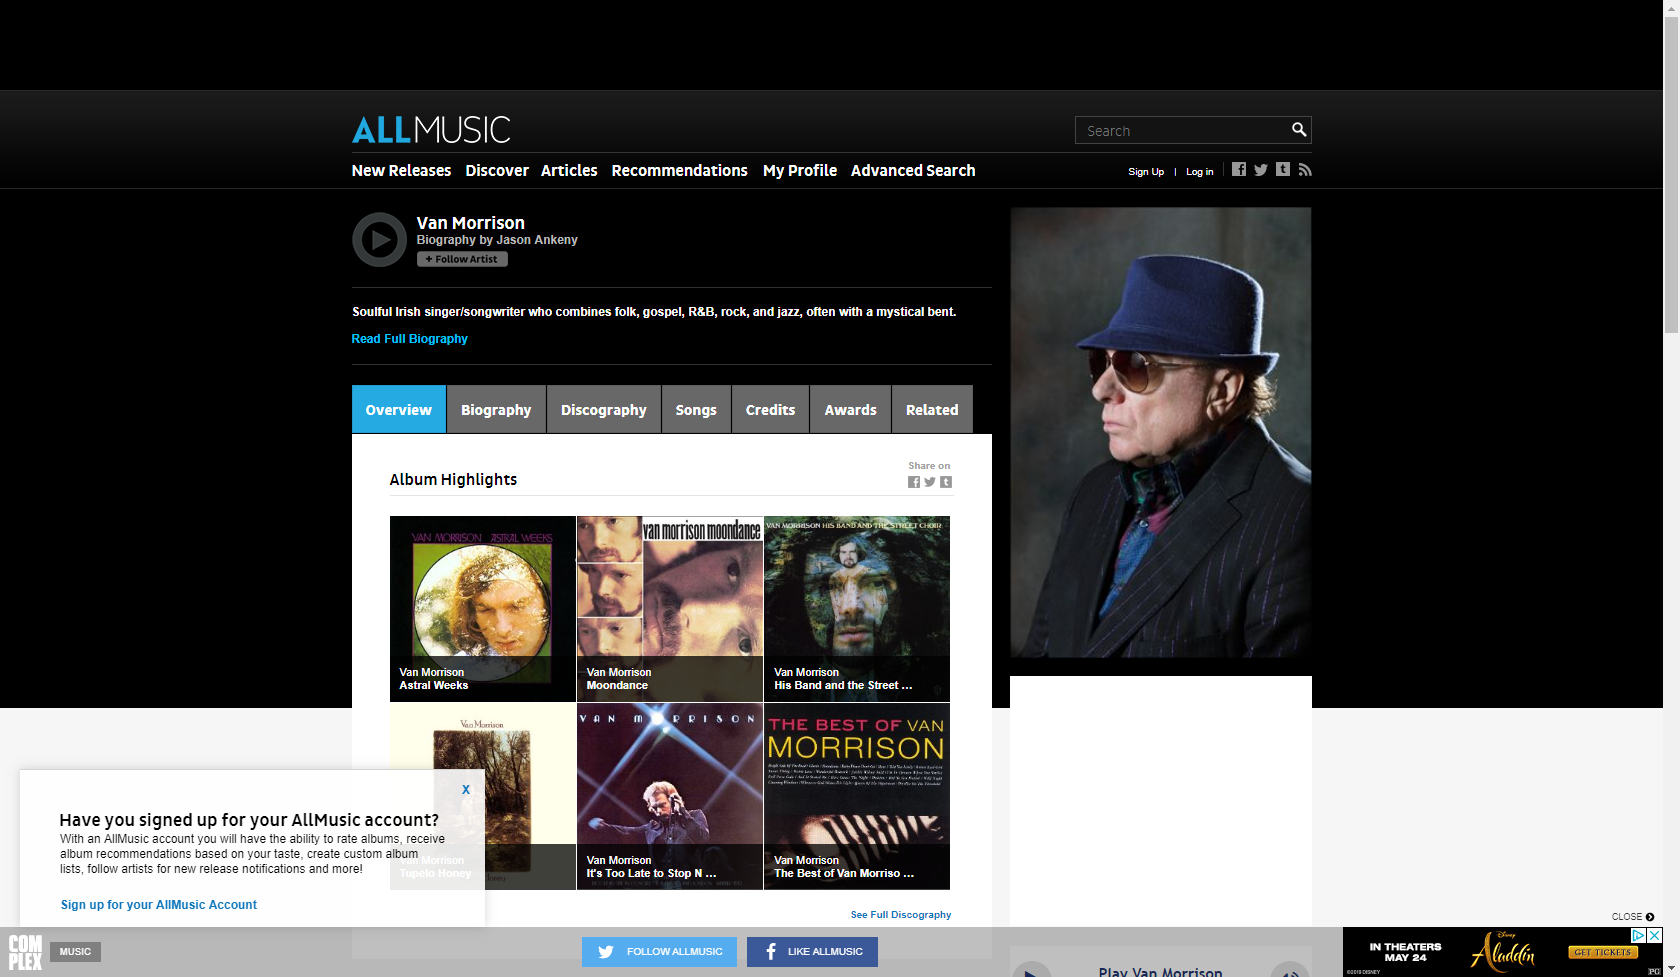 ALLMUSIC
Search
New Releases Discover Articles Recommendations My Profile Advanced Search
Sign Up | Log in
Van Morrison
Biography by Jason Ankeny
+ Follow Artist
Soulful Irish singer/songwriter who combines folk, gospel, R&B, rock, and jazz, often with a mystical bent.
Read Full Biography
Overview Biography Discography Songs Credits Awards Related
Album Highlights
Share on
VAN MORRISON ASTRAL WEEKS
van morrison moondance
VAN MORRISON HIS BAND AND THE STREET CHOIR
Van Morrison
Astral Weeks
Van Morrison
Moondance
Van Morrison
His Band and the Street ...
Van Morrison
VAN MORRISON
THE BEST OF VAN
MORRISON
Van Morrison
Tupelo Honey
Van Morrison
It's Too Late to Stop N ...
Van Morrison
The Best of Van Morriso ...
See Full Discography
X
Have you signed up for your AllMusic account?
With an AllMusic account you will have the ability to rate albums, receive
album recommendations based on your taste, create custom album
lists, follow artists for new release notifications and more!
Sign up for your AllMusic Account
CLOSE
COM
PLEX
MUSIC
FOLLOW ALLMUSIC
LIKE ALLMUSIC
Play Van Morrison
IN THEATERS
MAY 24
Disney
Aladdin
GET TICKETS
©2019 DISNEY
PG